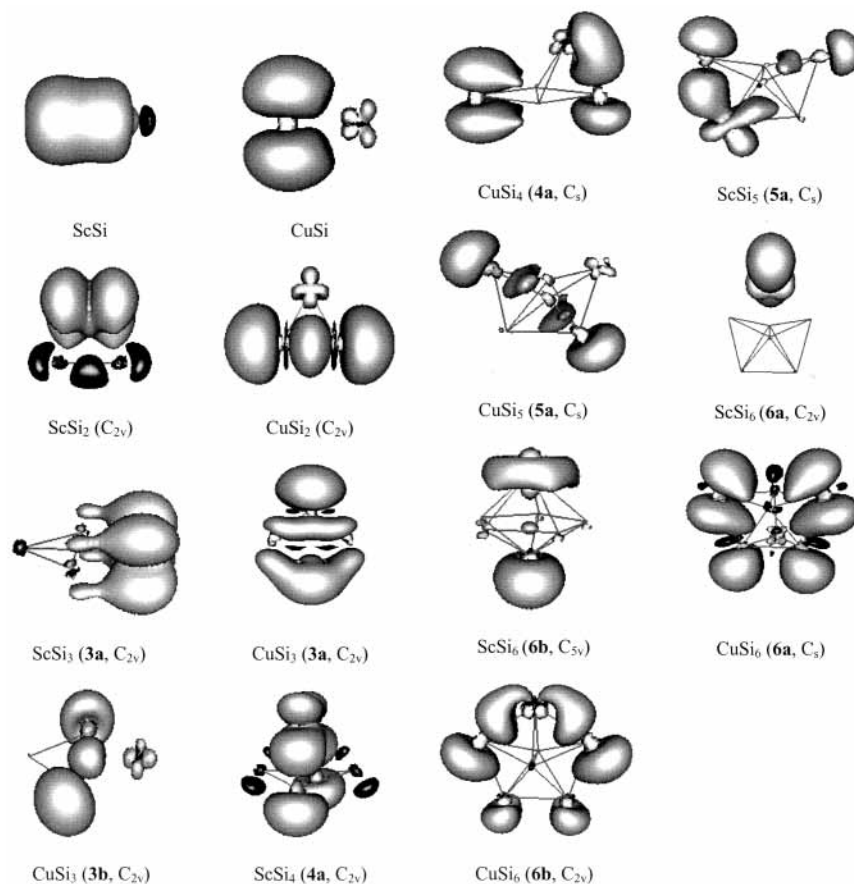 ScSi
CuSi
CuSi₄ (4a, Cₛ)
ScSi₅ (5a, Cₛ)
ScSi₂ (C₂ᵥ)
CuSi₂ (C₂ᵥ)
CuSi₅ (5a, Cₛ)
ScSi₆ (6a, C₂ᵥ)
ScSi₃ (3a, C₂ᵥ)
CuSi₃ (3a, C₂ᵥ)
ScSi₆ (6b, C₅ᵥ)
CuSi₆ (6a, Cₛ)
CuSi₃ (3b, C₂ᵥ)
ScSi₄ (4a, C₂ᵥ)
CuSi₆ (6b, C₂ᵥ)